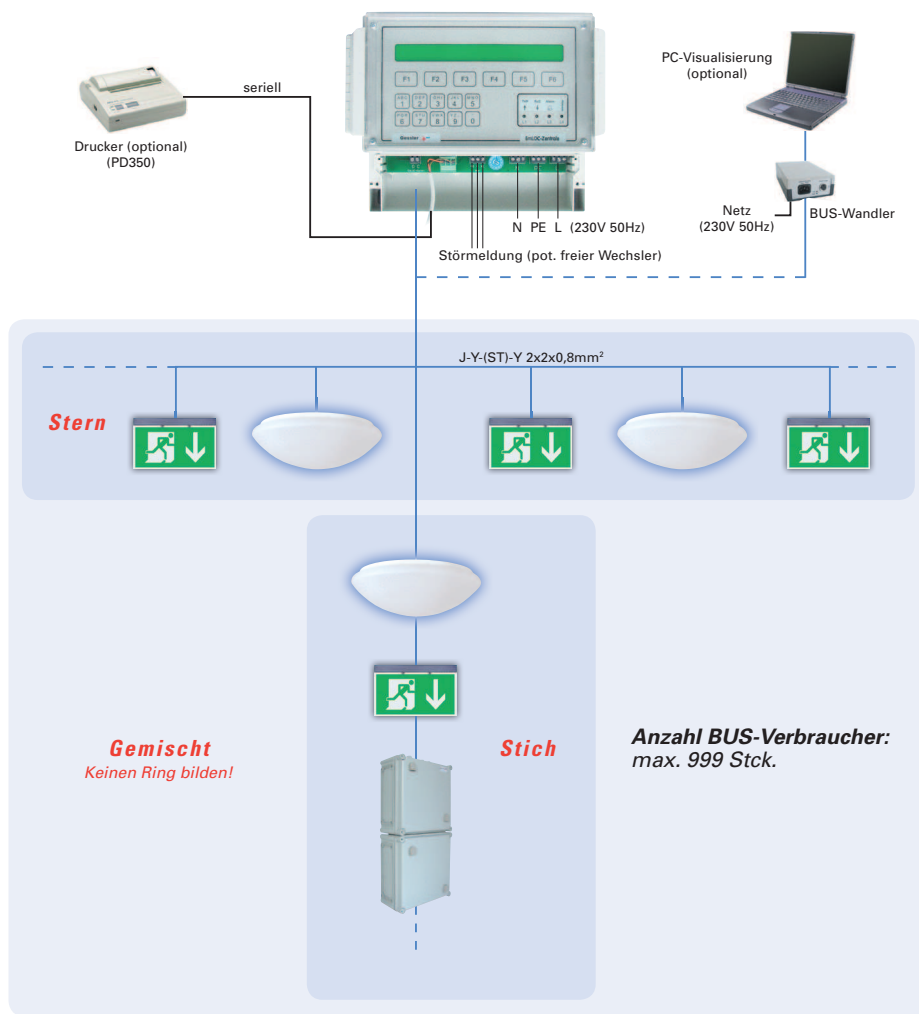 PC-Visualisierung
(optional)
seriell
F1 F2 F3 F4 F5 F6
1 2 3 4 5
6 7 8 9 0
Drucker (optional)
(PD350)
N PE L (230V 50Hz)
Netz
(230V 50Hz)
BUS-Wandler
Störmeldung (pot. freier Wechsler)
J-Y-(ST)-Y 2x2x0,8mm²
Stern
Gemischt
Keinen Ring bilden!
Stich
Anzahl BUS-Verbraucher:
max. 999 Stck.